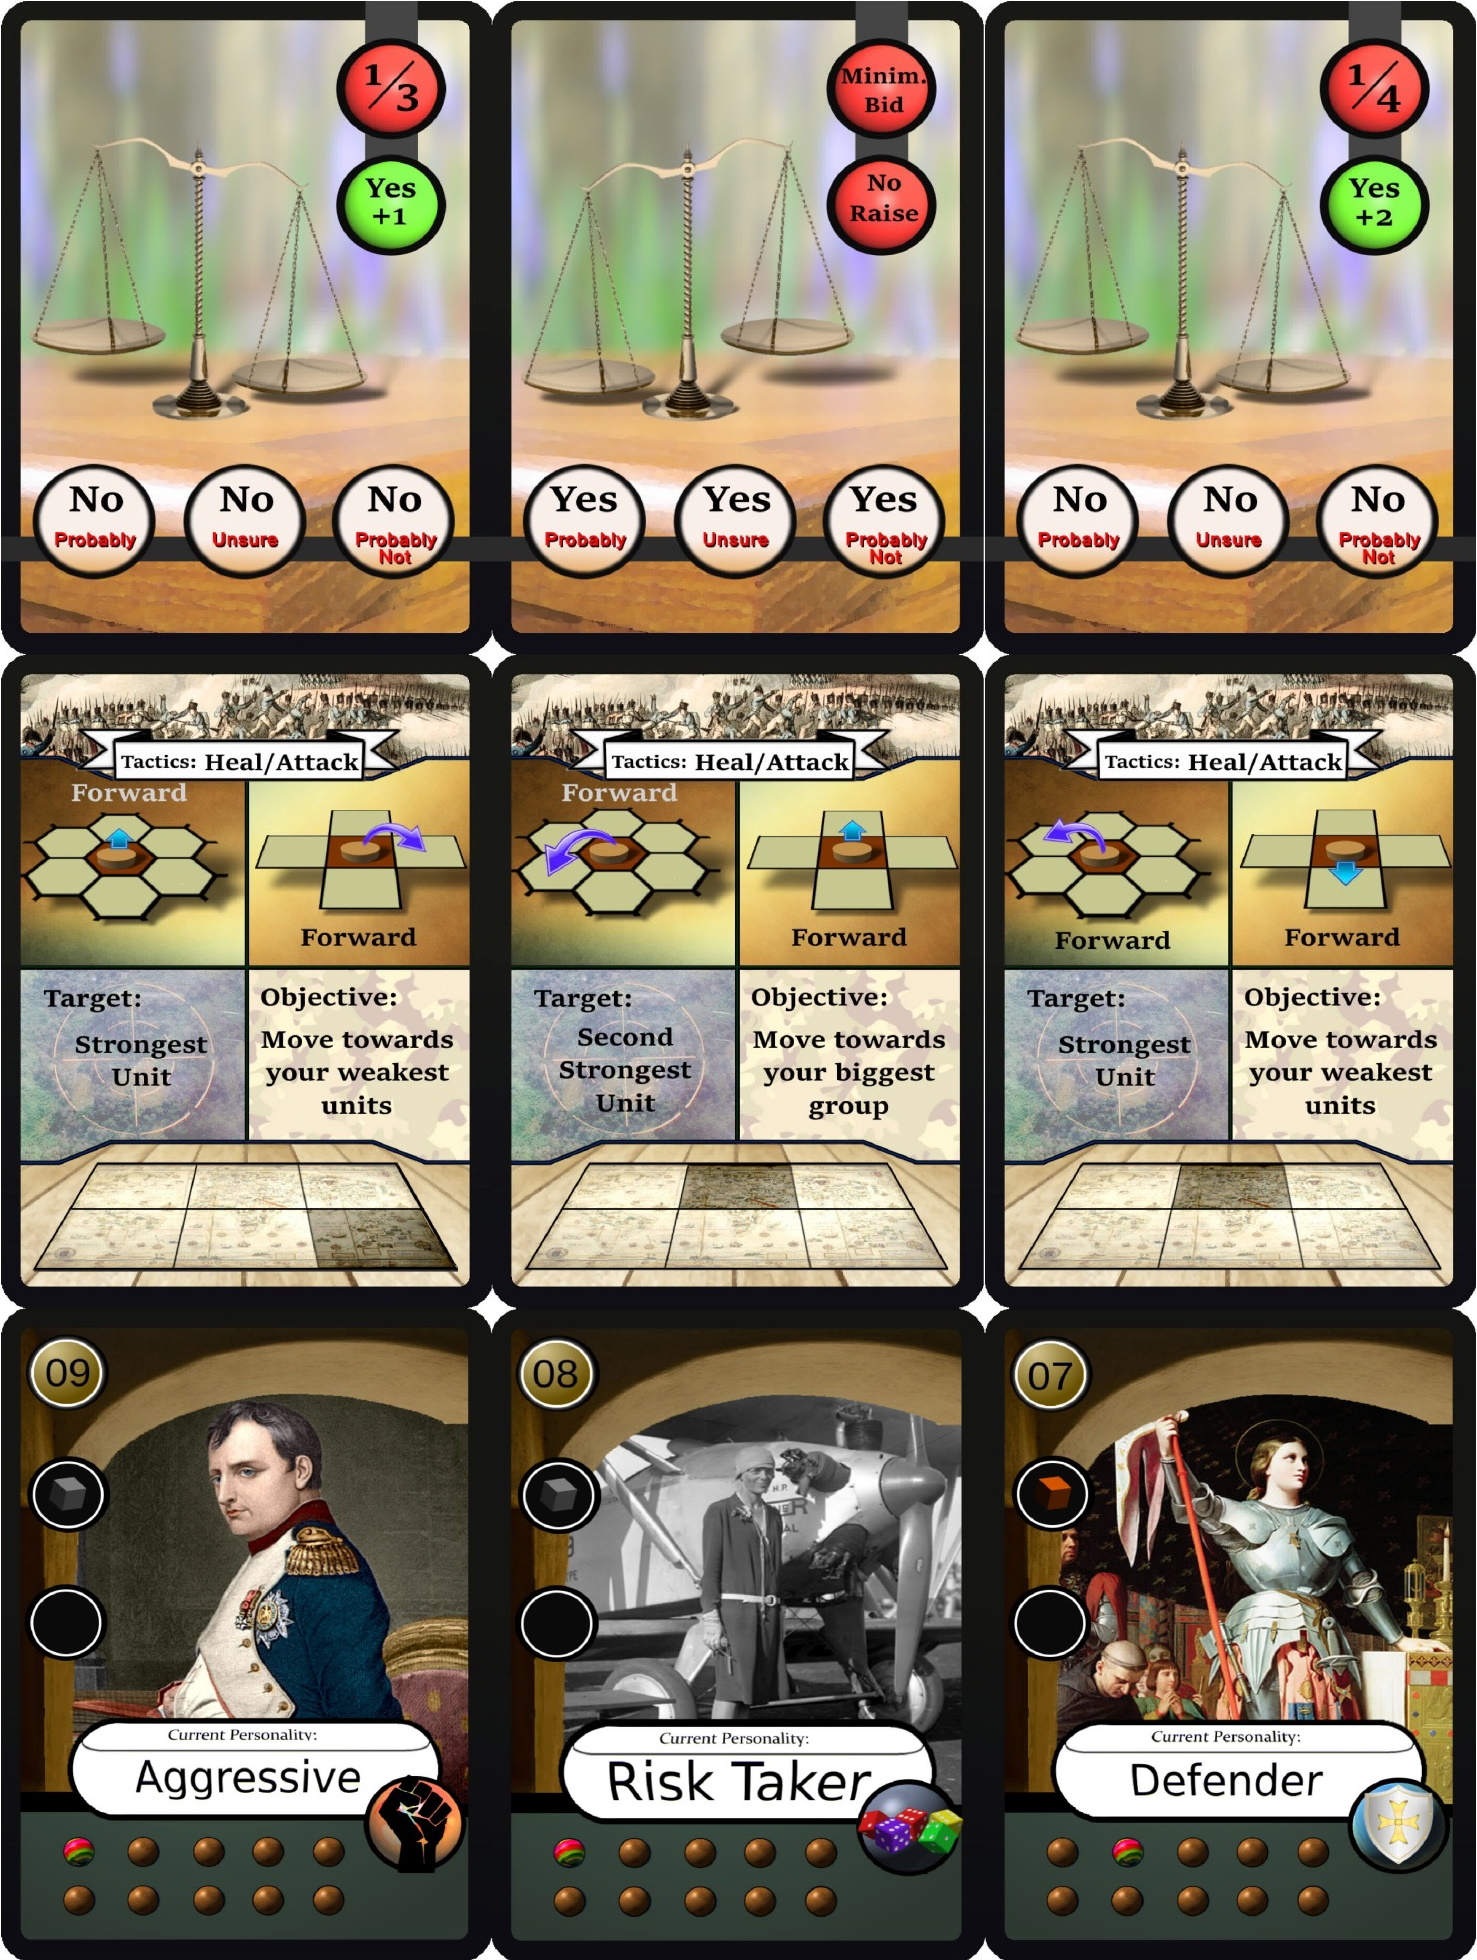 1/3
Yes
+1
No
Probably
No
Unsure
No
Probably
Not
Minim.
Bid
No
Raise
Yes
Probably
Yes
Unsure
Yes
Probably
Not
1/4
Yes
+2
No
Probably
No
Unsure
No
Probably
Not
Tactics: Heal/Attack
Forward
Forward
Target:
Strongest
Unit
Objective:
Move towards
your weakest
units
Tactics: Heal/Attack
Forward
Forward
Target:
Second
Strongest
Unit
Objective:
Move towards
your biggest
group
Tactics: Heal/Attack
Forward
Forward
Target:
Strongest
Unit
Objective:
Move towards
your weakest
units
09
Current Personality:
Aggressive
08
H.P.
Current Personality:
Risk Taker
07
Current Personality:
Defender